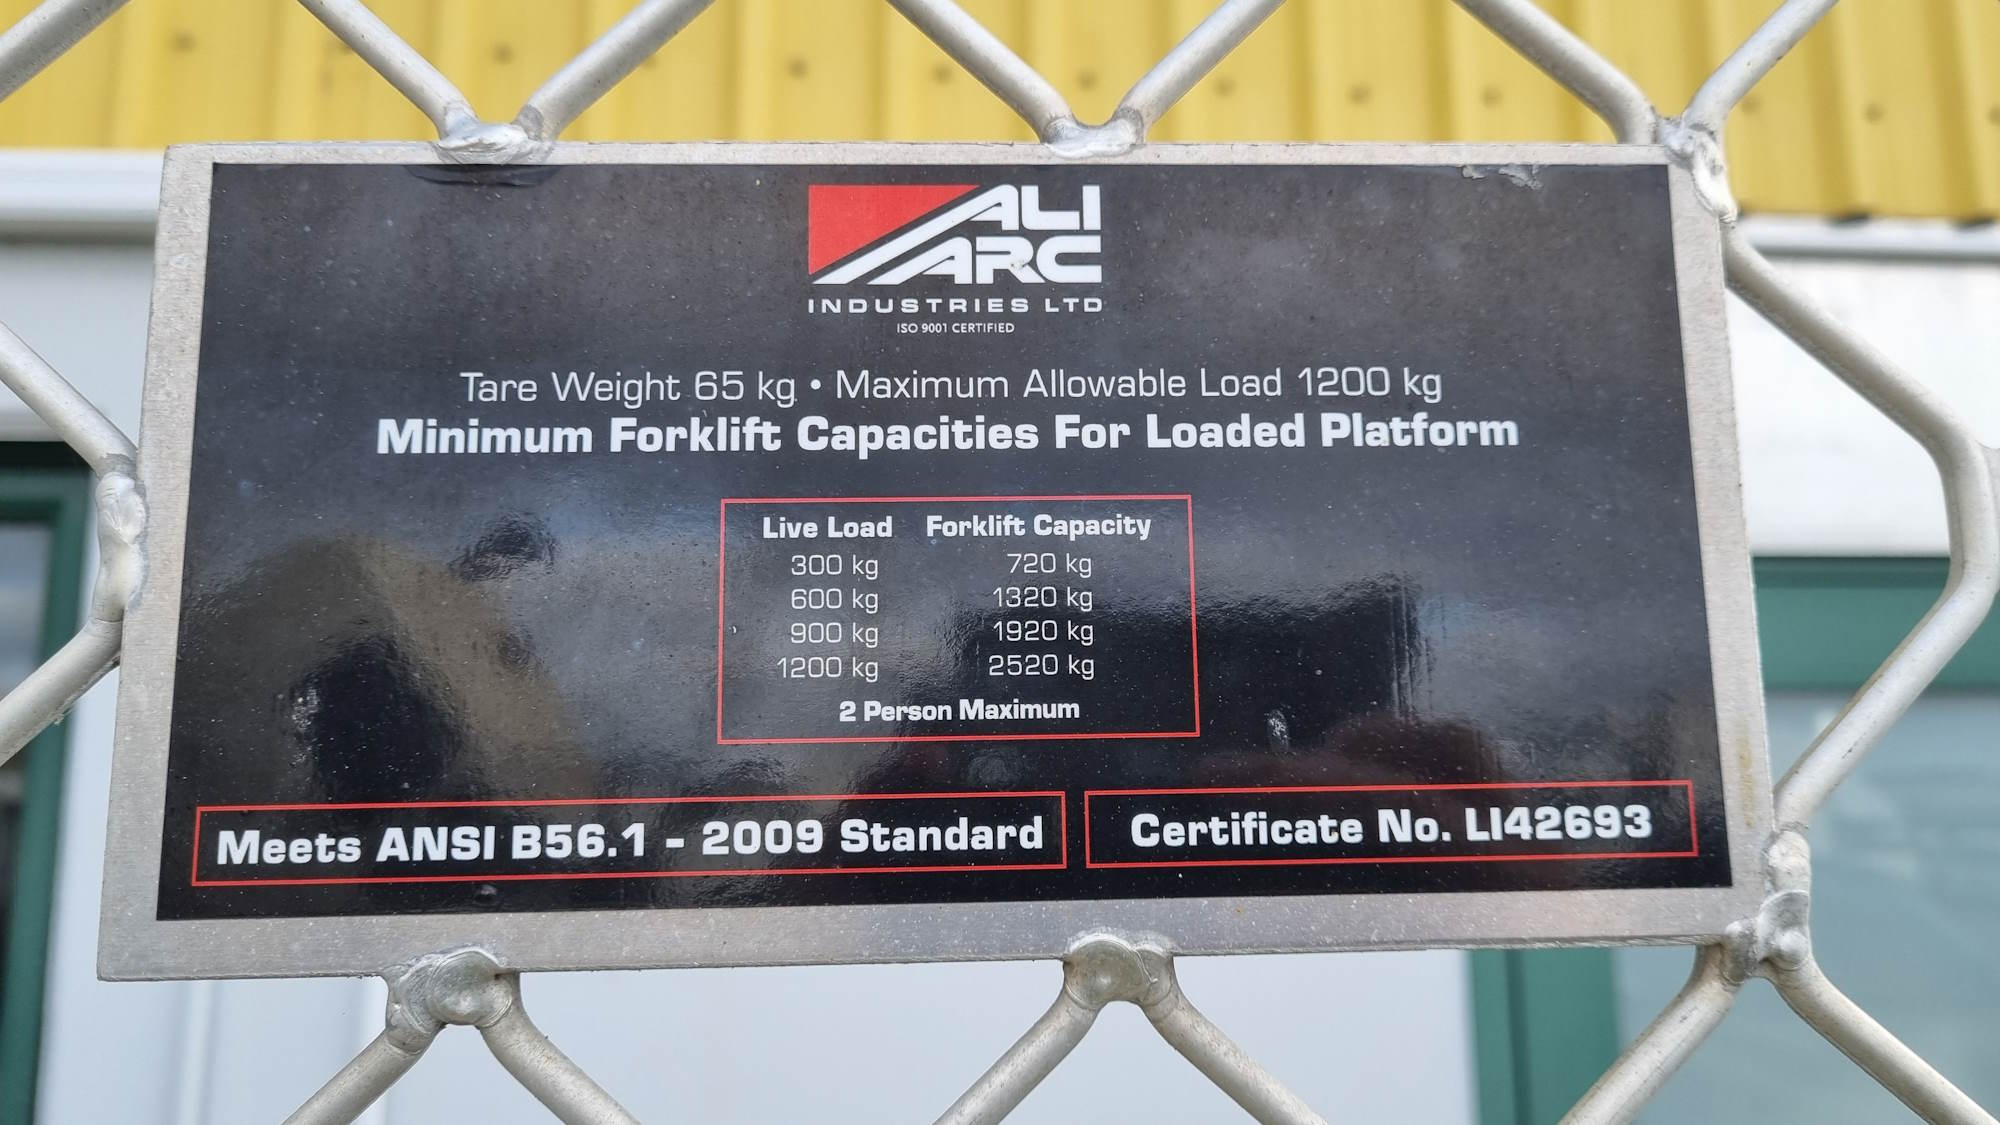 ALI
ARC
INDUSTRIES LTD
ISO 9001 CERTIFIED
Tare Weight 65 kg • Maximum Allowable Load 1200 kg
Minimum Forklift Capacities For Loaded Platform
Live Load Forklift Capacity
300 kg 720 kg
600 kg 1320 kg
900 kg 1920 kg
1200 kg 2520 kg
2 Person Maximum
Meets ANSI B56.1 - 2009 Standard
Certificate No. LI42693